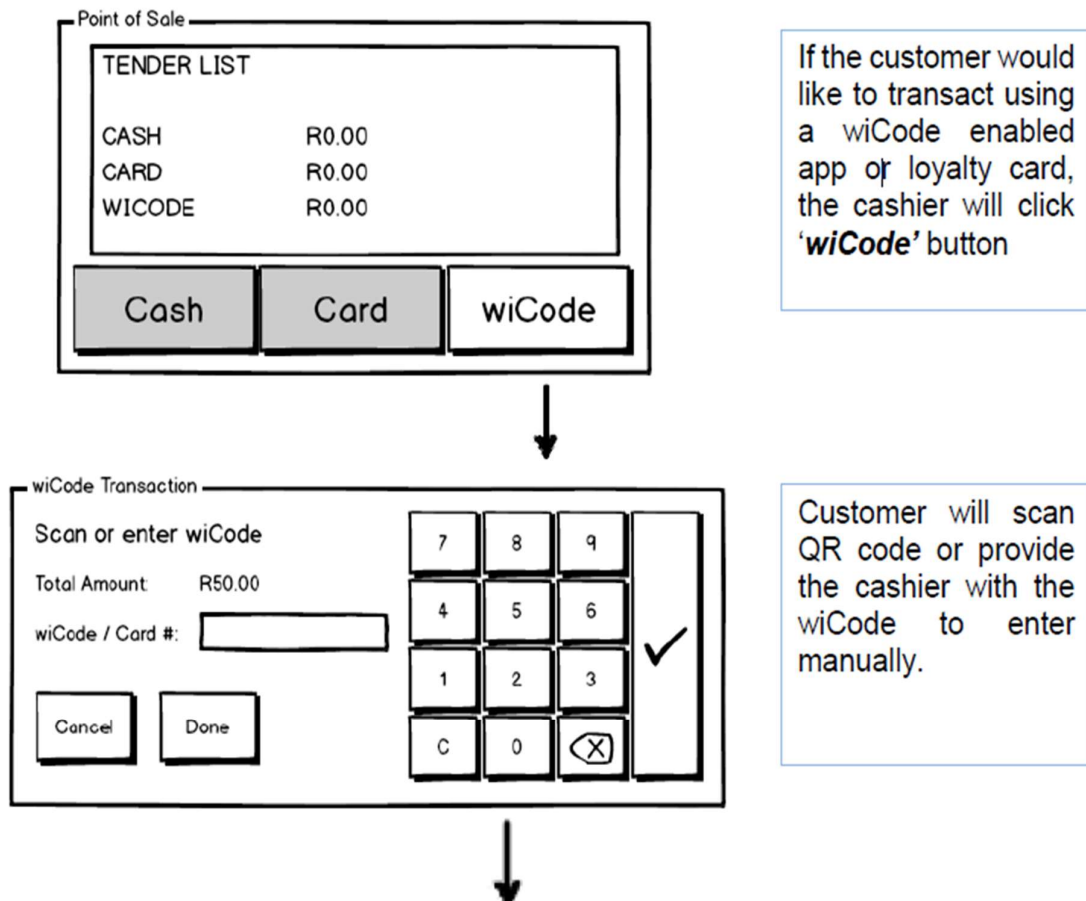 Point of Sale
TENDER LIST
CASH R0.00
CARD R0.00
WICODE R0.00
Cash Card wiCode
If the customer would
like to transact using
a wiCode enabled
app or loyalty card,
the cashier will click
‘wiCode’ button
wiCode Transaction
Scan or enter wiCode
Total Amount: R50.00
wiCode / Card #:
Cancel Done
7 8 9
4 5 6
1 2 3
C 0 X
Customer will scan
QR code or provide
the cashier with the
wiCode to enter
manually.